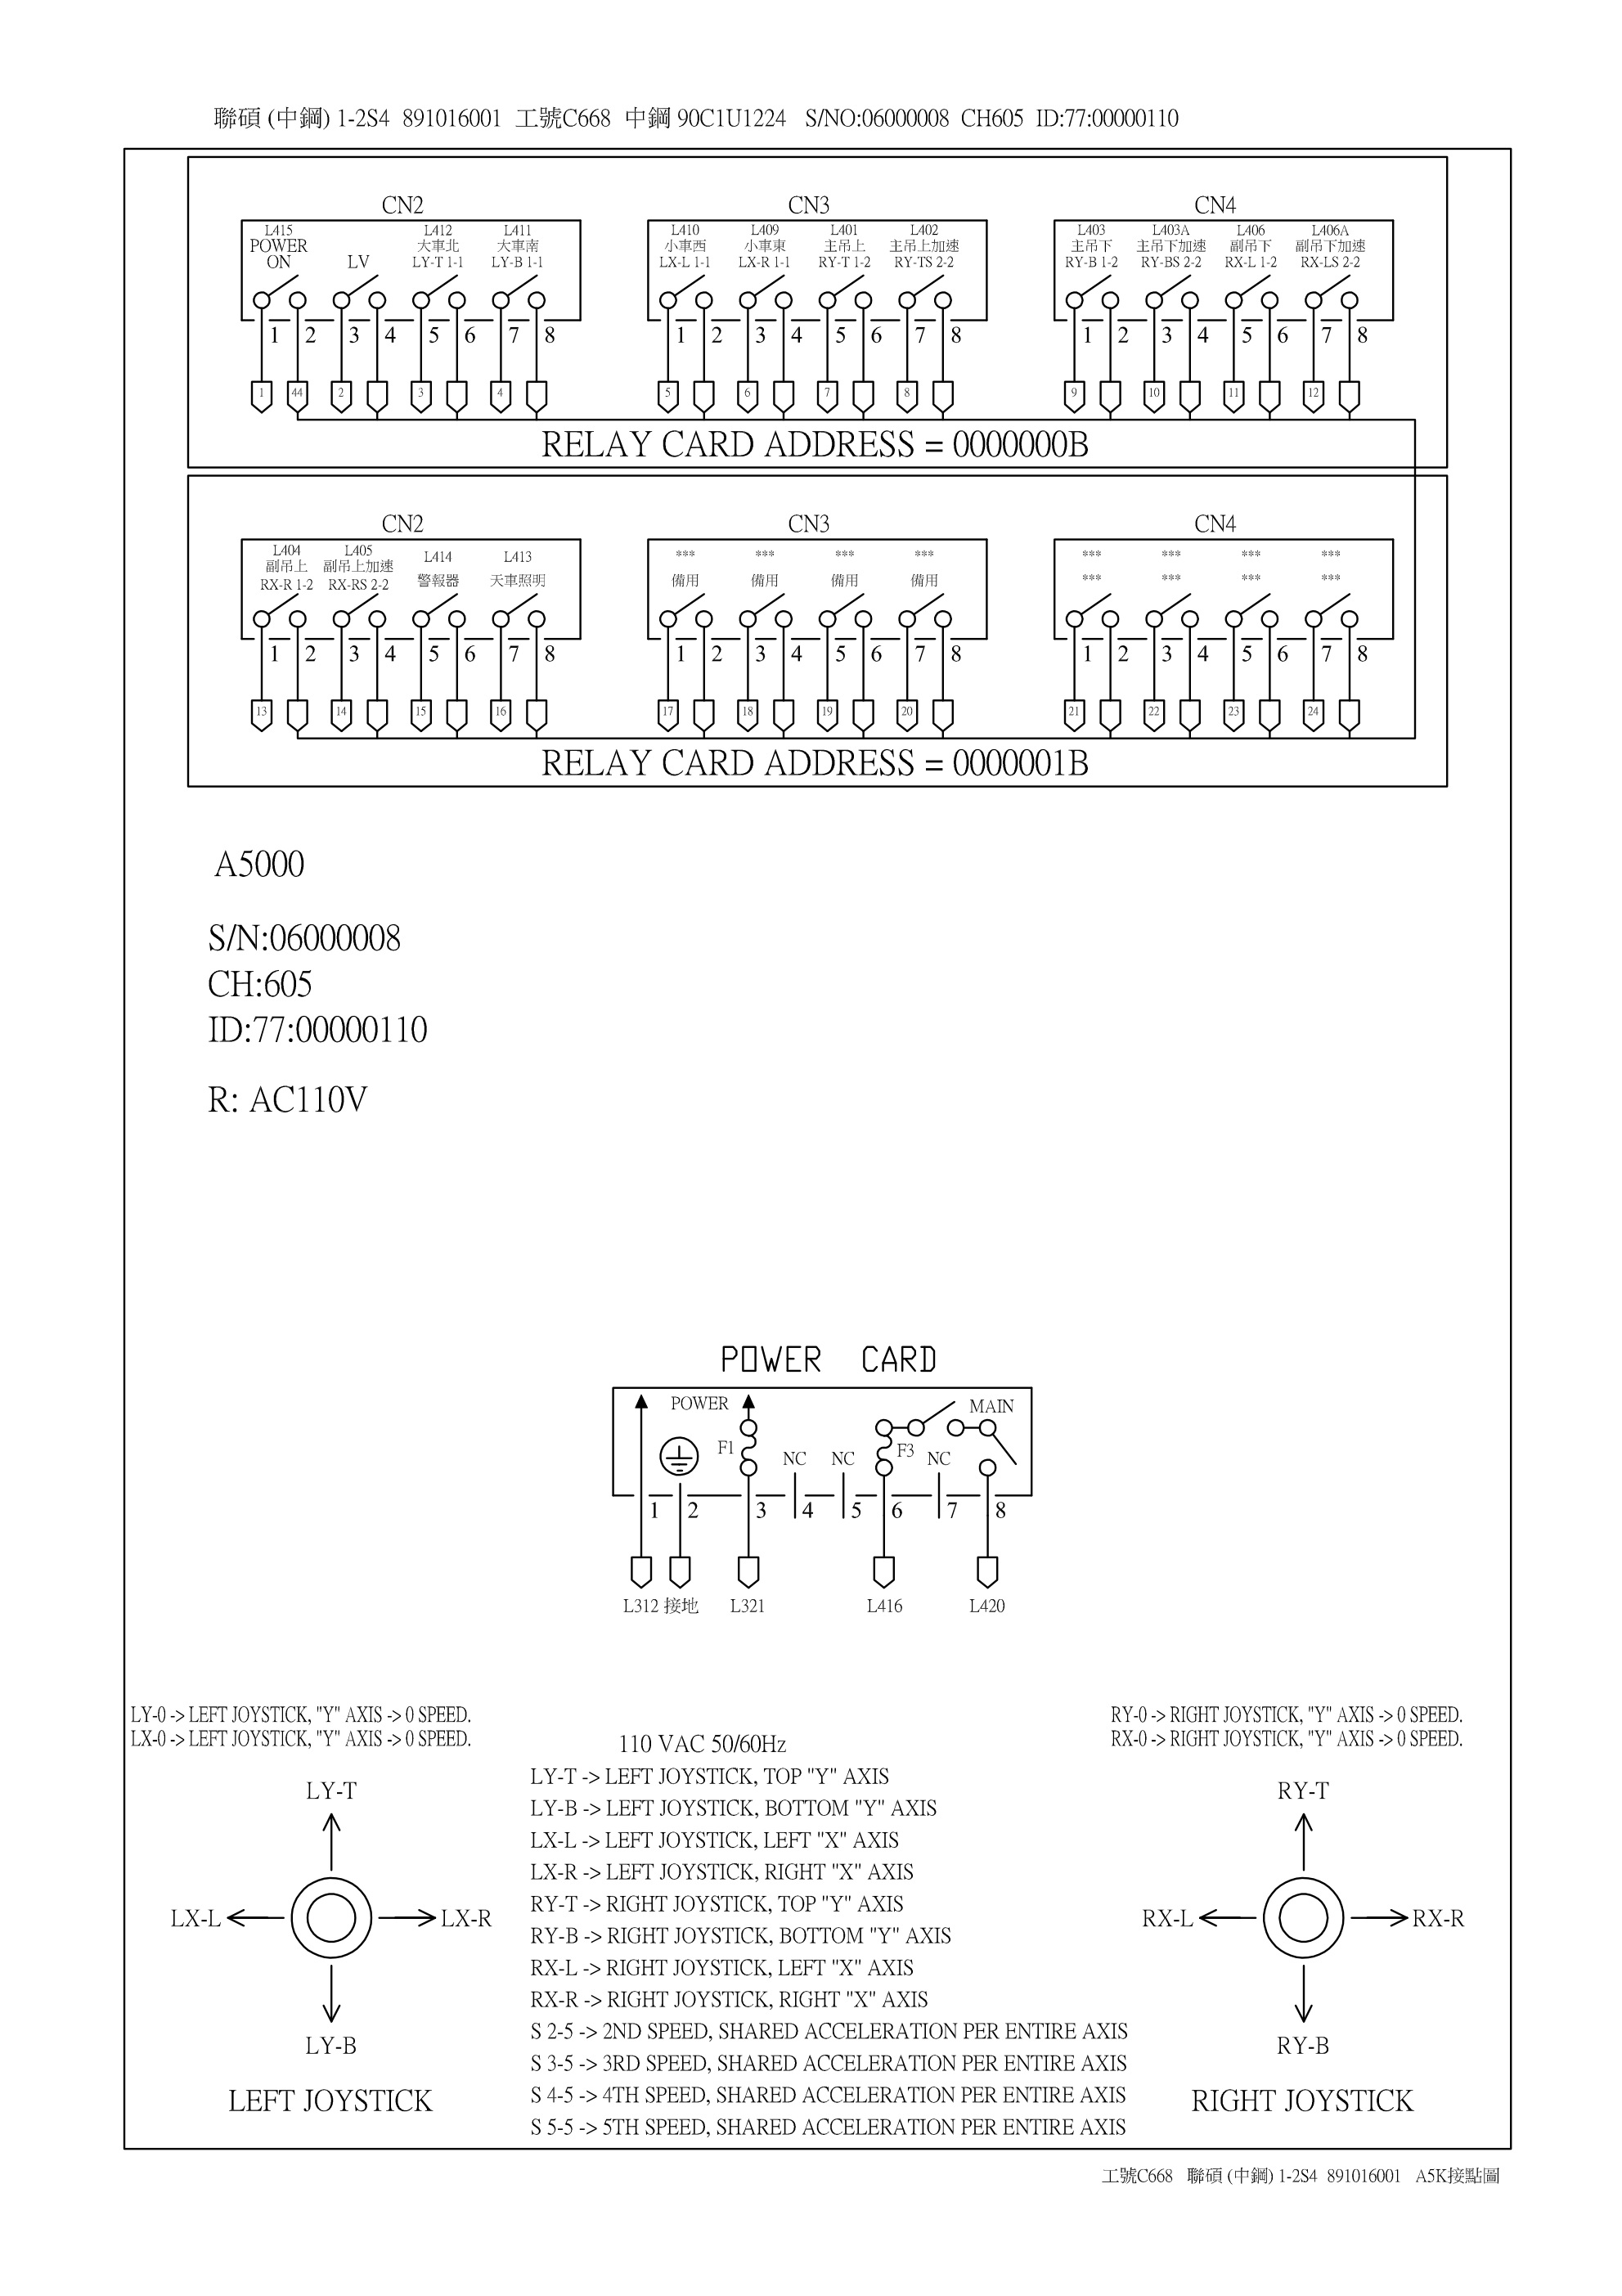 聯碩 (中鋼) 1-2S4 891016001 工號C668 中鋼 90C1U1224 S/NO:06000008 CH605 ID:77:00000110
CN2 CN3 CN4
L415 L412 L411 L410 L409 L401 L402 L403 L403A L406 L406A
POWER 大車北 大車南 小車西 小車東 主吊上 主吊上加速 主吊下 主吊下加速 副吊下 副吊下加速
ON LV LY-T 1-1 LY-B 1-1 LX-L 1-1 LX-R 1-1 RY-T 1-2 RY-TS 2-2 RY-B 1-2 RY-BS 2-2 RX-L 1-2 RX-LS 2-2
1 2 3 4 5 6 7 8 1 2 3 4 5 6 7 8 1 2 3 4 5 6 7 8
1 44 2 3 4 5 6 7 8 9 10 11 12
RELAY CARD ADDRESS = 0000000B
CN2 CN3 CN4
L404 L405 L414 L413 *** *** *** *** *** *** *** ***
副吊上 副吊上加速 警報器 天車照明 備用 備用 備用 備用 *** *** *** ***
RX-R 1-2 RX-RS 2-2
1 2 3 4 5 6 7 8 1 2 3 4 5 6 7 8 1 2 3 4 5 6 7 8
13 14 15 16 17 18 19 20 21 22 23 24
RELAY CARD ADDRESS = 0000001B
A5000
S/N:06000008
CH:605
ID:77:00000110
R: AC110V
POWER CARD
POWER MAIN
F1 NC NC F3 NC
1 2 3 4 5 6 7 8
L312 接地 L321 L416 L420
LY-0 -> LEFT JOYSTICK, "Y" AXIS -> 0 SPEED.
LX-0 -> LEFT JOYSTICK, "Y" AXIS -> 0 SPEED.
LY-T
LX-L LX-R
LY-B
LEFT JOYSTICK
110 VAC 50/60Hz
LY-T -> LEFT JOYSTICK, TOP "Y" AXIS
LY-B -> LEFT JOYSTICK, BOTTOM "Y" AXIS
LX-L -> LEFT JOYSTICK, LEFT "X" AXIS
LX-R -> LEFT JOYSTICK, RIGHT "X" AXIS
RY-T -> RIGHT JOYSTICK, TOP "Y" AXIS
RY-B -> RIGHT JOYSTICK, BOTTOM "Y" AXIS
RX-L -> RIGHT JOYSTICK, LEFT "X" AXIS
RX-R -> RIGHT JOYSTICK, RIGHT "X" AXIS
S 2-5 -> 2ND SPEED, SHARED ACCELERATION PER ENTIRE AXIS
S 3-5 -> 3RD SPEED, SHARED ACCELERATION PER ENTIRE AXIS
S 4-5 -> 4TH SPEED, SHARED ACCELERATION PER ENTIRE AXIS
S 5-5 -> 5TH SPEED, SHARED ACCELERATION PER ENTIRE AXIS
RY-0 -> RIGHT JOYSTICK, "Y" AXIS -> 0 SPEED.
RX-0 -> RIGHT JOYSTICK, "Y" AXIS -> 0 SPEED.
RY-T
RX-L RX-R
RY-B
RIGHT JOYSTICK
工號C668 聯碩 (中鋼) 1-2S4 891016001 A5K接點圖